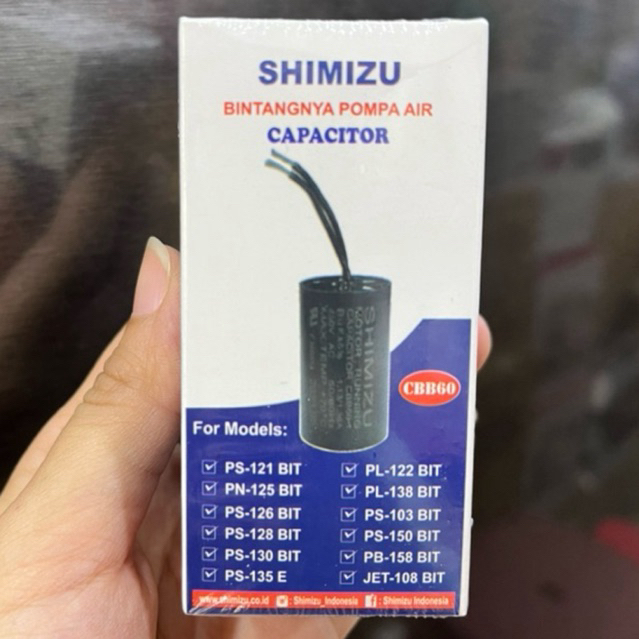 SHIMIZU
BINTANGNYA POMPA AIR
CAPACITOR
SHIMIZU
MOTOR RUNNING
CBB60
For Models:
PS-121 BIT
PN-125 BIT
PS-126 BIT
PS-128 BIT
PS-130 BIT
PS-135 E
PL-122 BIT
PL-138 BIT
PS-103 BIT
PS-150 BIT
PB-158 BIT
JET-108 BIT
www.shimizu.co.id : Shimizu_Indonesia : Shimizu Indonesia